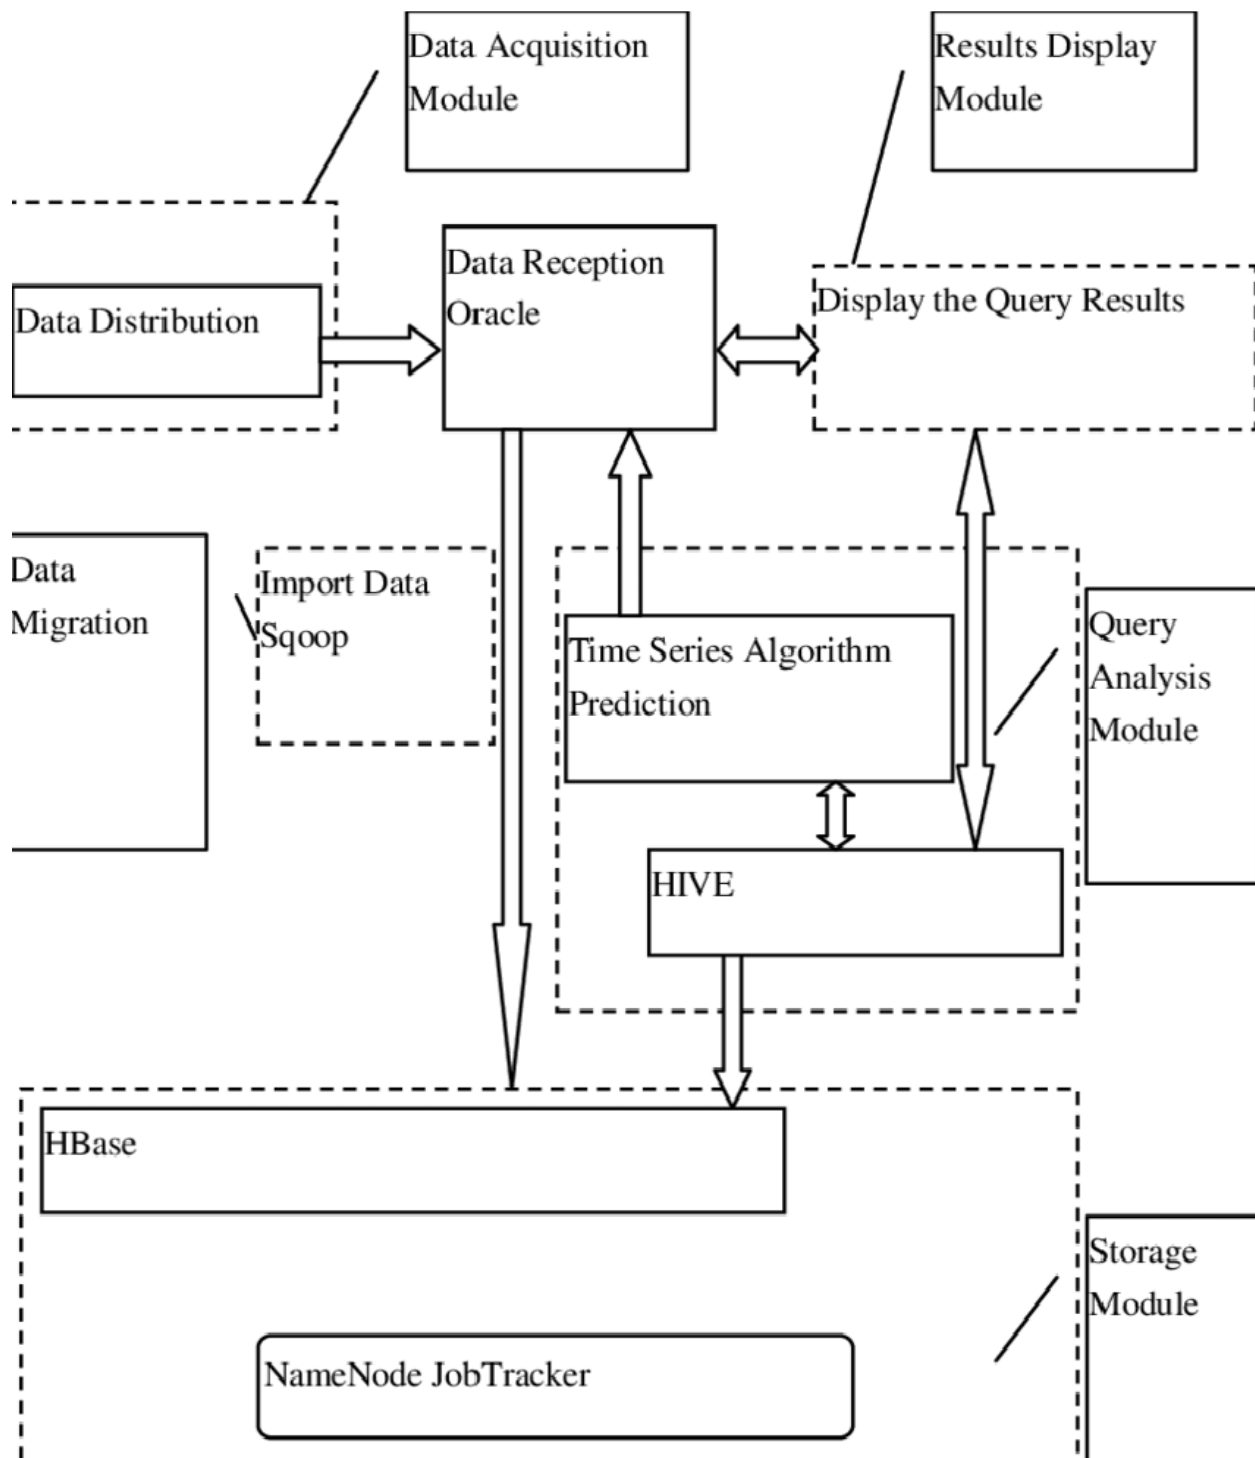 Data Acquisition
Module
Results Display
Module
Data Reception
Oracle
Display the Query Results
Data Distribution
Data
Migration
Import Data
Sqoop
Time Series Algorithm
Prediction
Query
Analysis
Module
HIVE
HBase
Storage
Module
NameNode JobTracker